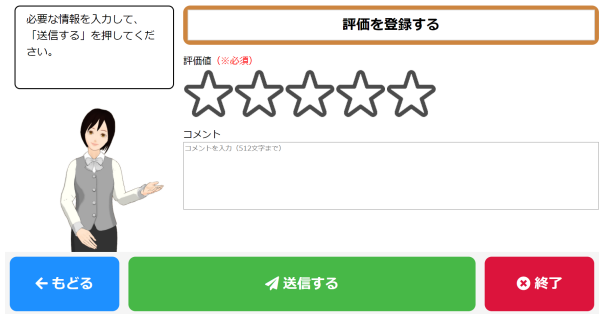 必要な情報を入力して、
「送信する」を押してくだ
さい。
評価を登録する
評価値（※必須）
コメント
コメントを入力（512文字まで）
もどる
送信する
終了